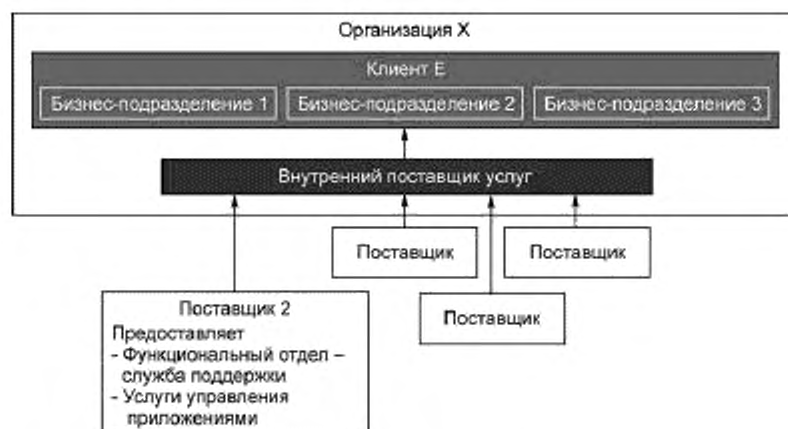 Организация X
Клиент E
Бизнес-подразделение 1 Бизнес-подразделение 2 Бизнес-подразделение 3
Внутренний поставщик услуг
Поставщик Поставщик
Поставщик
Поставщик 2
Предоставляет
- Функциональный отдел –
служба поддержки
- Услуги управления
приложениями